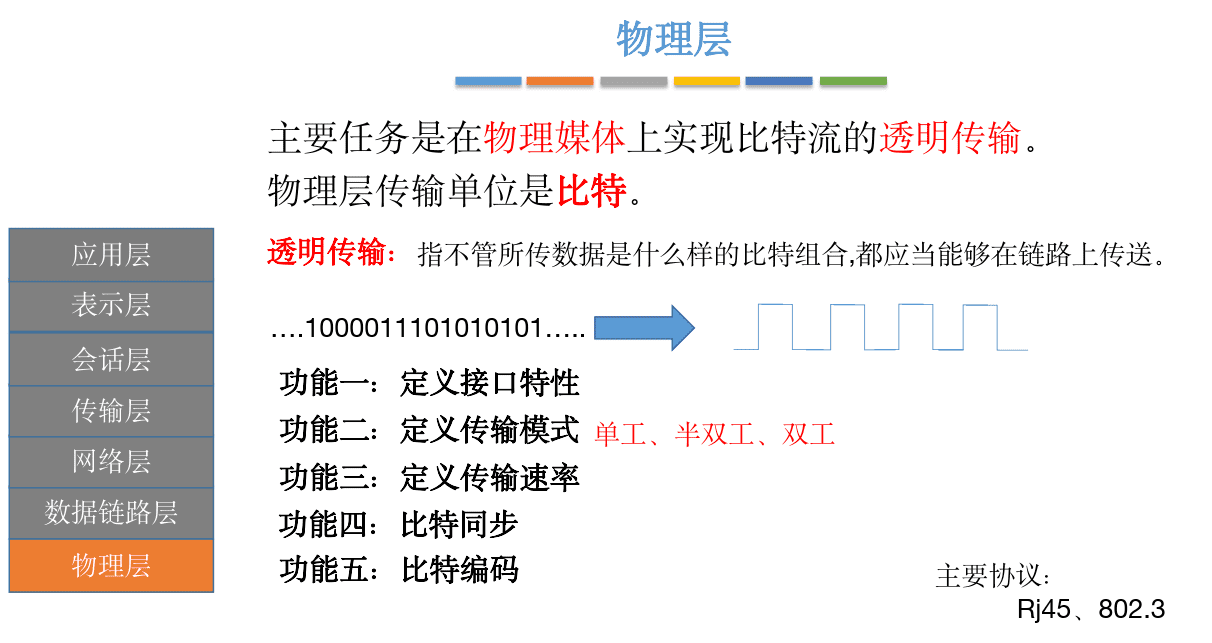 物理层
主要任务是在物理媒体上实现比特流的透明传输。
物理层传输单位是比特。
透明传输：指不管所传数据是什么样的比特组合,都应当能够在链路上传送。
应用层
表示层
会话层
传输层
网络层
数据链路层
物理层
....1000011101010101.....
功能一：定义接口特性
功能二：定义传输模式 单工、半双工、双工
功能三：定义传输速率
功能四：比特同步
功能五：比特编码
主要协议：
Rj45、802.3